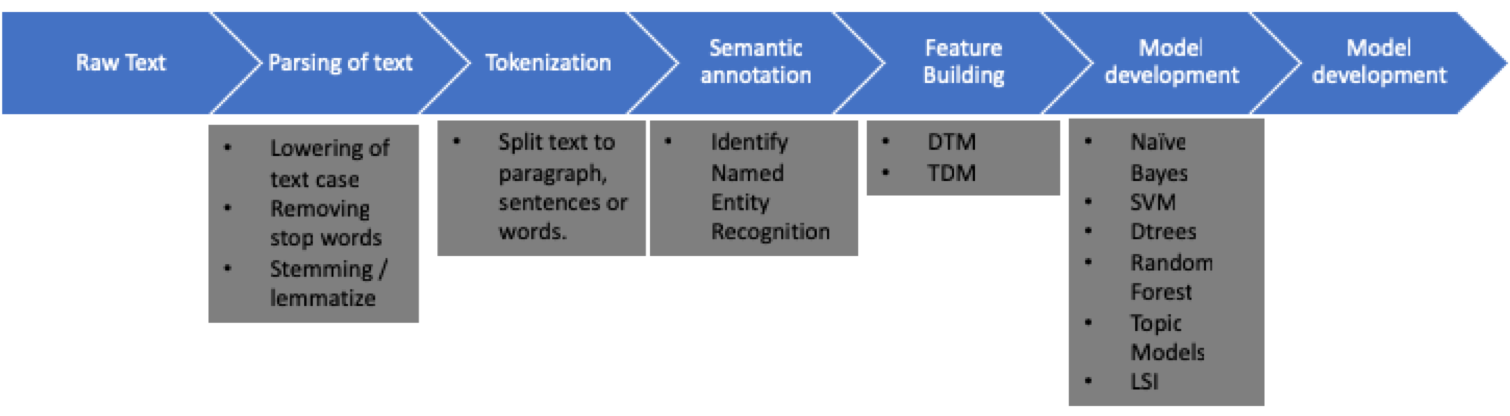 Raw Text
Parsing of text
Tokenization
Semantic
annotation
Feature
Building
Model
development
Model
development
• Lowering of
text case
• Removing
stop words
• Stemming /
lemmatize
• Split text to
paragraph,
sentences or
words.
• Identify
Named
Entity
Recognition
• DTM
• TDM
• Naïve
Bayes
• SVM
• Dtrees
• Random
Forest
• Topic
Models
• LSI